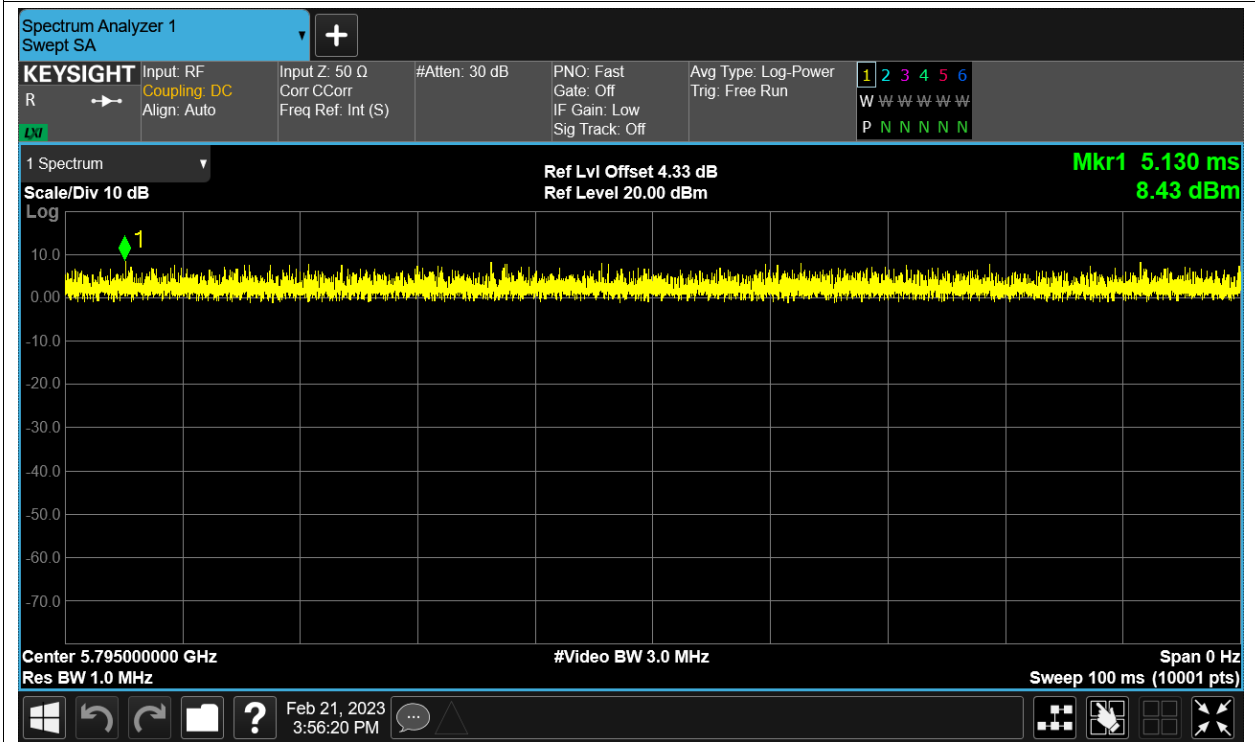 Spectrum Analyzer 1
Swept SA
+
KEYSIGHT
R
LXI
Input: RF
Coupling: DC
Align: Auto
Input Z: 50 Ω
Corr CCorr
Freq Ref: Int (S)
#Atten: 30 dB
PNO: Fast
Gate: Off
IF Gain: Low
Sig Track: Off
Avg Type: Log-Power
Trig: Free Run
1 2 3 4 5 6
W W W W W W
P N N N N N
1 Spectrum
Scale/Div 10 dB
Log
Ref Lvl Offset 4.33 dB
Ref Level 20.00 dBm
Mkr1 5.130 ms
8.43 dBm
1
10.0
0.00
-10.0
-20.0
-30.0
-40.0
-50.0
-60.0
-70.0
Center 5.795000000 GHz
Res BW 1.0 MHz
#Video BW 3.0 MHz
Span 0 Hz
Sweep 100 ms (10001 pts)
?
Feb 21, 2023
3:56:20 PM